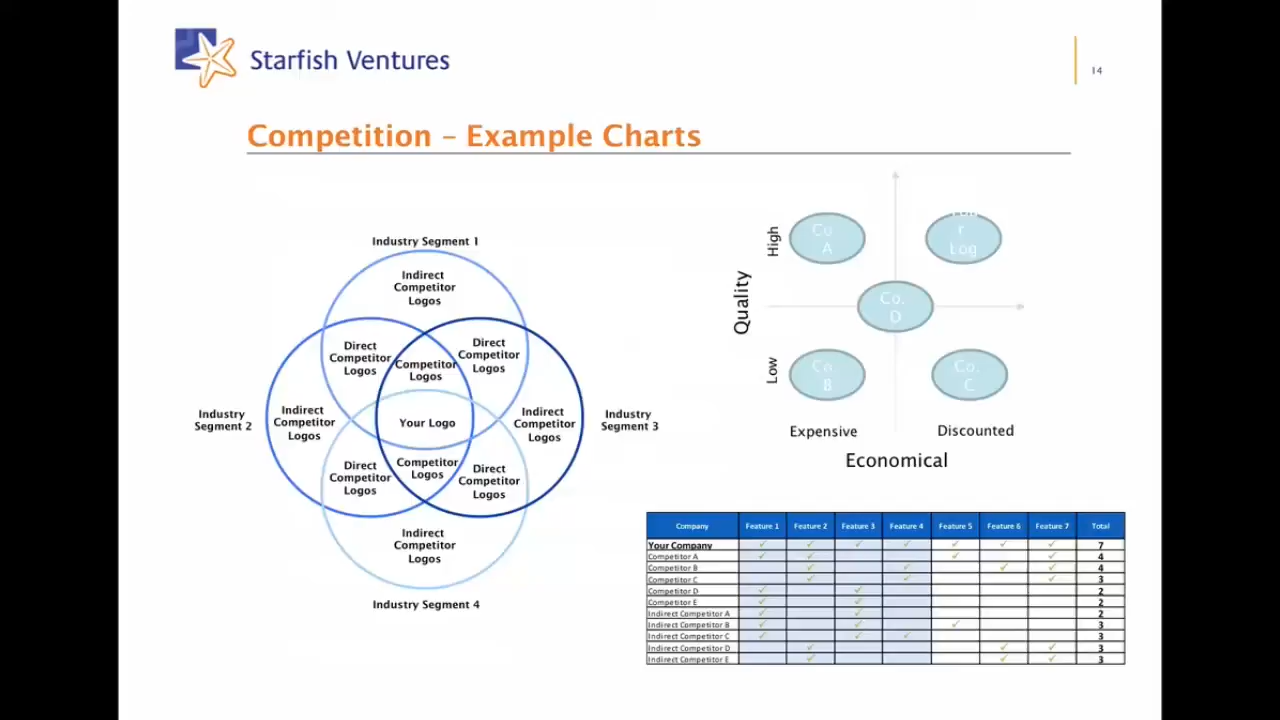 Starfish Ventures
14
Competition – Example Charts
Industry Segment 1
Indirect
Competitor
Logos
Direct
Competitor
Logos
Competitor
Logos
Direct
Competitor
Logos
Industry
Segment 2
Indirect
Competitor
Logos
Your Logo
Indirect
Competitor
Logos
Industry
Segment 3
Direct
Competitor
Logos
Competitor
Logos
Direct
Competitor
Logos
Indirect
Competitor
Logos
Industry Segment 4
Quality
High
Low
Co.
A
r
Log
Co.
D
Co.
B
Co.
C
Expensive
Discounted
Economical
Company Feature 1 Feature 2 Feature 3 Feature 4 Feature 5 Feature 6 Feature 7 Total
Your Company ✓ ✓ ✓ ✓ ✓ ✓ ✓ 7
Competitor A ✓ ✓ ✓ ✓ 4
Competitor B ✓ ✓ ✓ ✓ 4
Competitor C ✓ ✓ ✓ 3
Competitor D ✓ ✓ 2
Competitor E ✓ ✓ 2
Indirect Competitor A ✓ ✓ 2
Indirect Competitor B ✓ ✓ ✓ 3
Indirect Competitor C ✓ ✓ ✓ 3
Indirect Competitor D ✓ ✓ ✓ 3
Indirect Competitor E ✓ ✓ ✓ 3